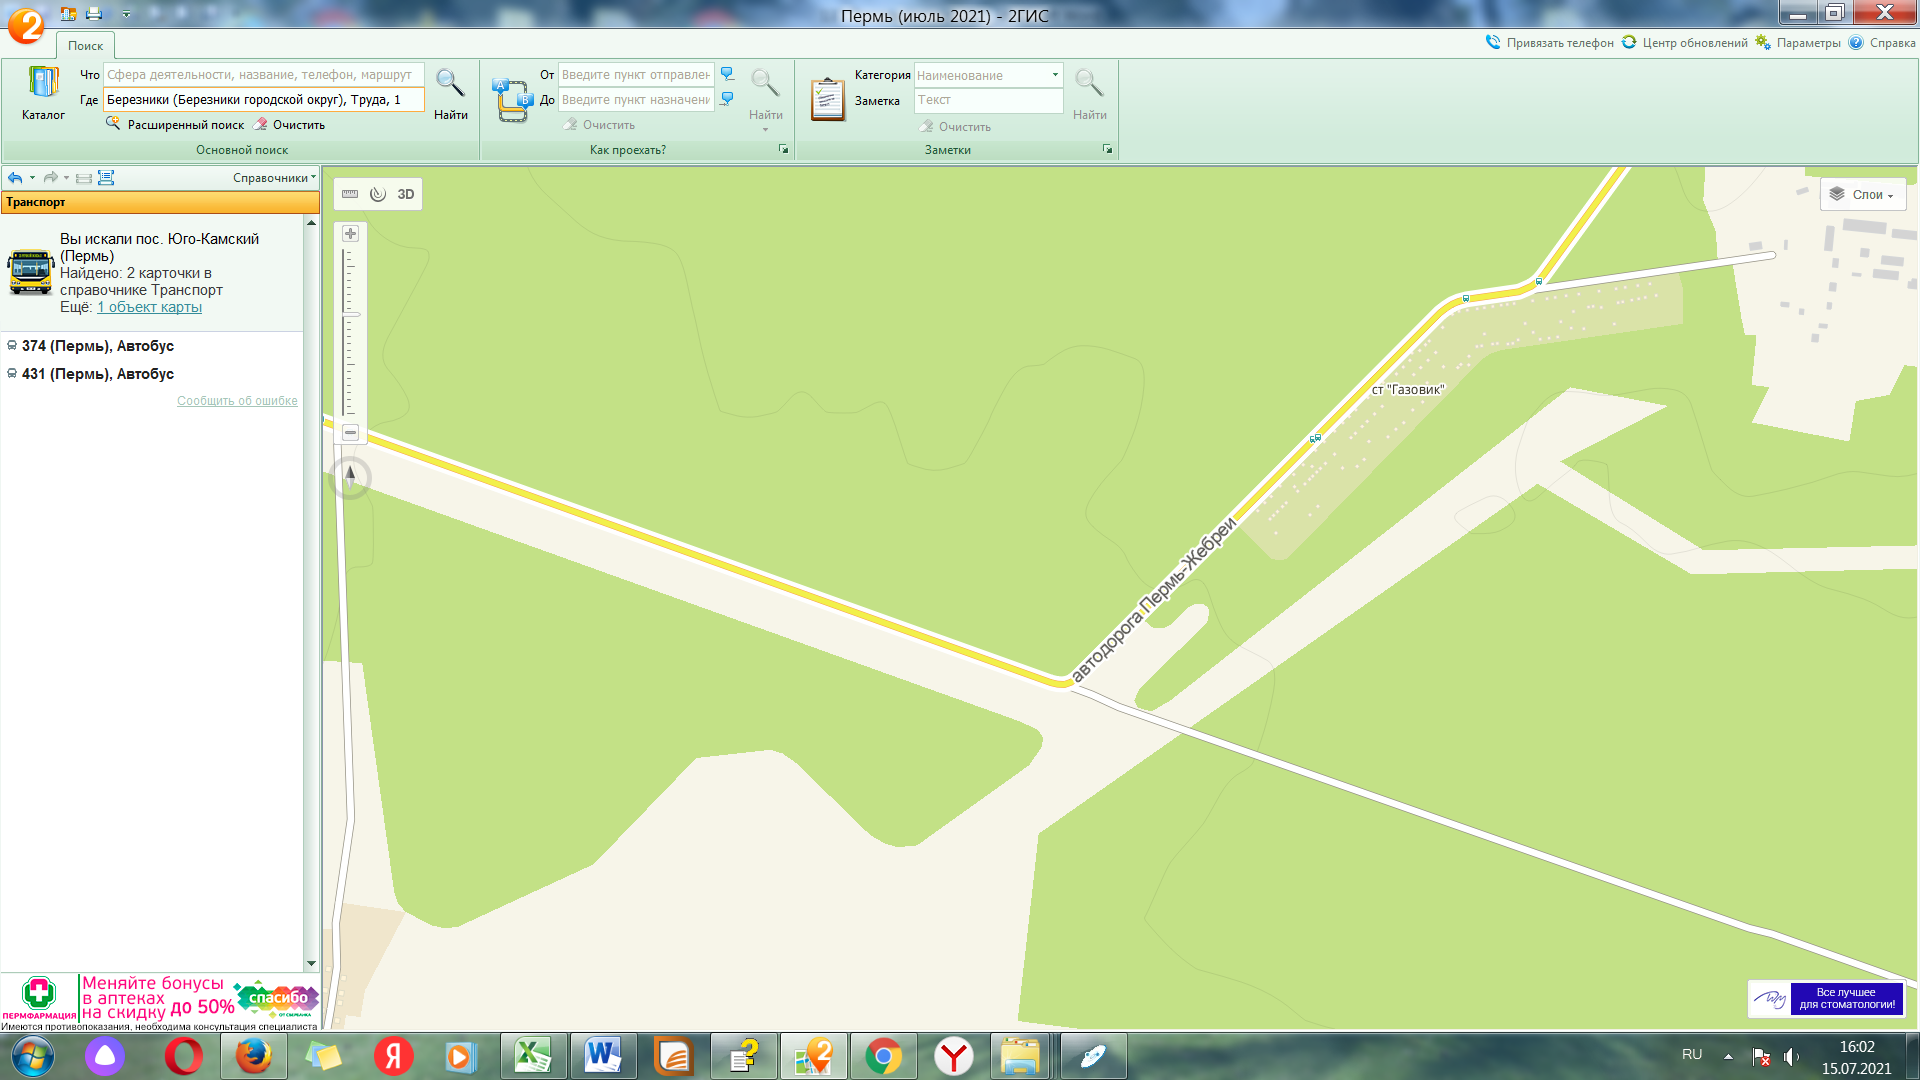 Пермь (июль 2021) - 2ГИС
Поиск
Привязать телефон
Центр обновлений
Параметры
Справка
Каталог
Что
Сфера деятельности, название, телефон, маршрут
Где
Березники (Березники городской округ), Труда, 1
Расширенный поиск
Очистить
Найти
Основной поиск
От
Введите пункт отправлен
До
Введите пункт назначени
Очистить
Найти
Как проехать?
Категория
Наименование
Заметка
Текст
Очистить
Найти
Заметки
Справочники
Транспорт
Вы искали пос. Юго-Камский
(Пермь)
Найдено: 2 карточки в
справочнике Транспорт
Ещё: 1 объект карты
374 (Пермь), Автобус
431 (Пермь), Автобус
Сообщить об ошибке
3D
Слои
ст "Газовик"
автодорога Пермь-Жебреи
ПЕРМФАРМАЦИЯ
Меняйте бонусы
в аптеках
на скидку до 50%
спасибо
ОТ СБЕРБАНКА
Имеются противопоказания, необходима консультация специалиста
Все лучшее
для стоматологии!
RU
16:02
15.07.2021